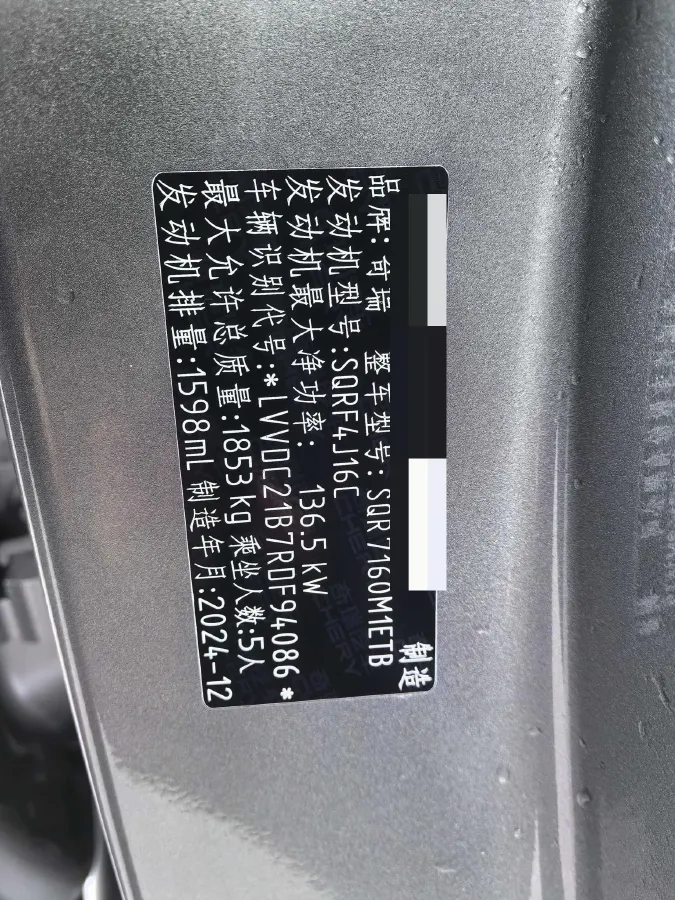 制造
品牌: 奇瑞 整车型号: SQR7160M1ETB
发动机型号:SQRF4J16C
发动机最大净功率: 136.5 kW
车辆识别代号:*LVVDC21B7RDF94086*
最大允许总质量:1853kg 乘坐人数:5人
发动机排量:1598mL 制造年月:2024-12